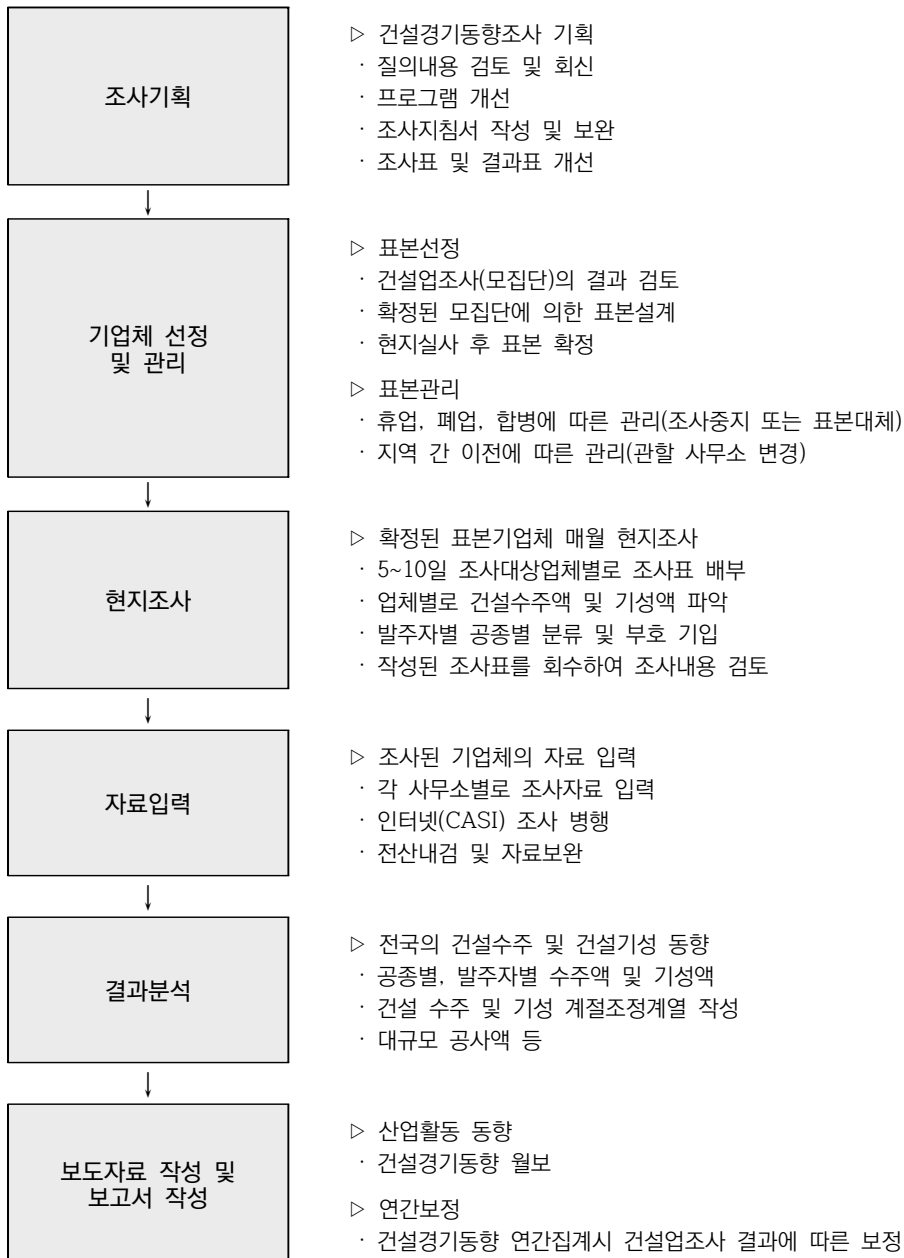 조사기획
▷ 건설경기동향조사 기획
· 질의내용 검토 및 회신
· 프로그램 개선
· 조사지침서 작성 및 보완
· 조사표 및 결과표 개선
↓
기업체 선정
및 관리
▷ 표본선정
· 건설업조사(모집단)의 결과 검토
· 확정된 모집단에 의한 표본설계
· 현지실사 후 표본 확정
▷ 표본관리
· 휴업, 폐업, 합병에 따른 관리(조사중지 또는 표본대체)
· 지역 간 이전에 따른 관리(관할 사무소 변경)
↓
현지조사
▷ 확정된 표본기업체 매월 현지조사
· 5~10일 조사대상업체별로 조사표 배부
· 업체별로 건설수주액 및 기성액 파악
· 발주자별 공종별 분류 및 부호 기입
· 작성된 조사표를 회수하여 조사내용 검토
↓
자료입력
▷ 조사된 기업체의 자료 입력
· 각 사무소별로 조사자료 입력
· 인터넷(CASI) 조사 병행
· 전산내검 및 자료보완
↓
결과분석
▷ 전국의 건설수주 및 건설기성 동향
· 공종별, 발주자별 수주액 및 기성액
· 건설 수주 및 기성 계절조정계열 작성
· 대규모 공사액 등
↓
보도자료 작성 및
보고서 작성
▷ 산업활동 동향
· 건설경기동향 월보
▷ 연간보정
· 건설경기동향 연간집계시 건설업조사 결과에 따른 보정